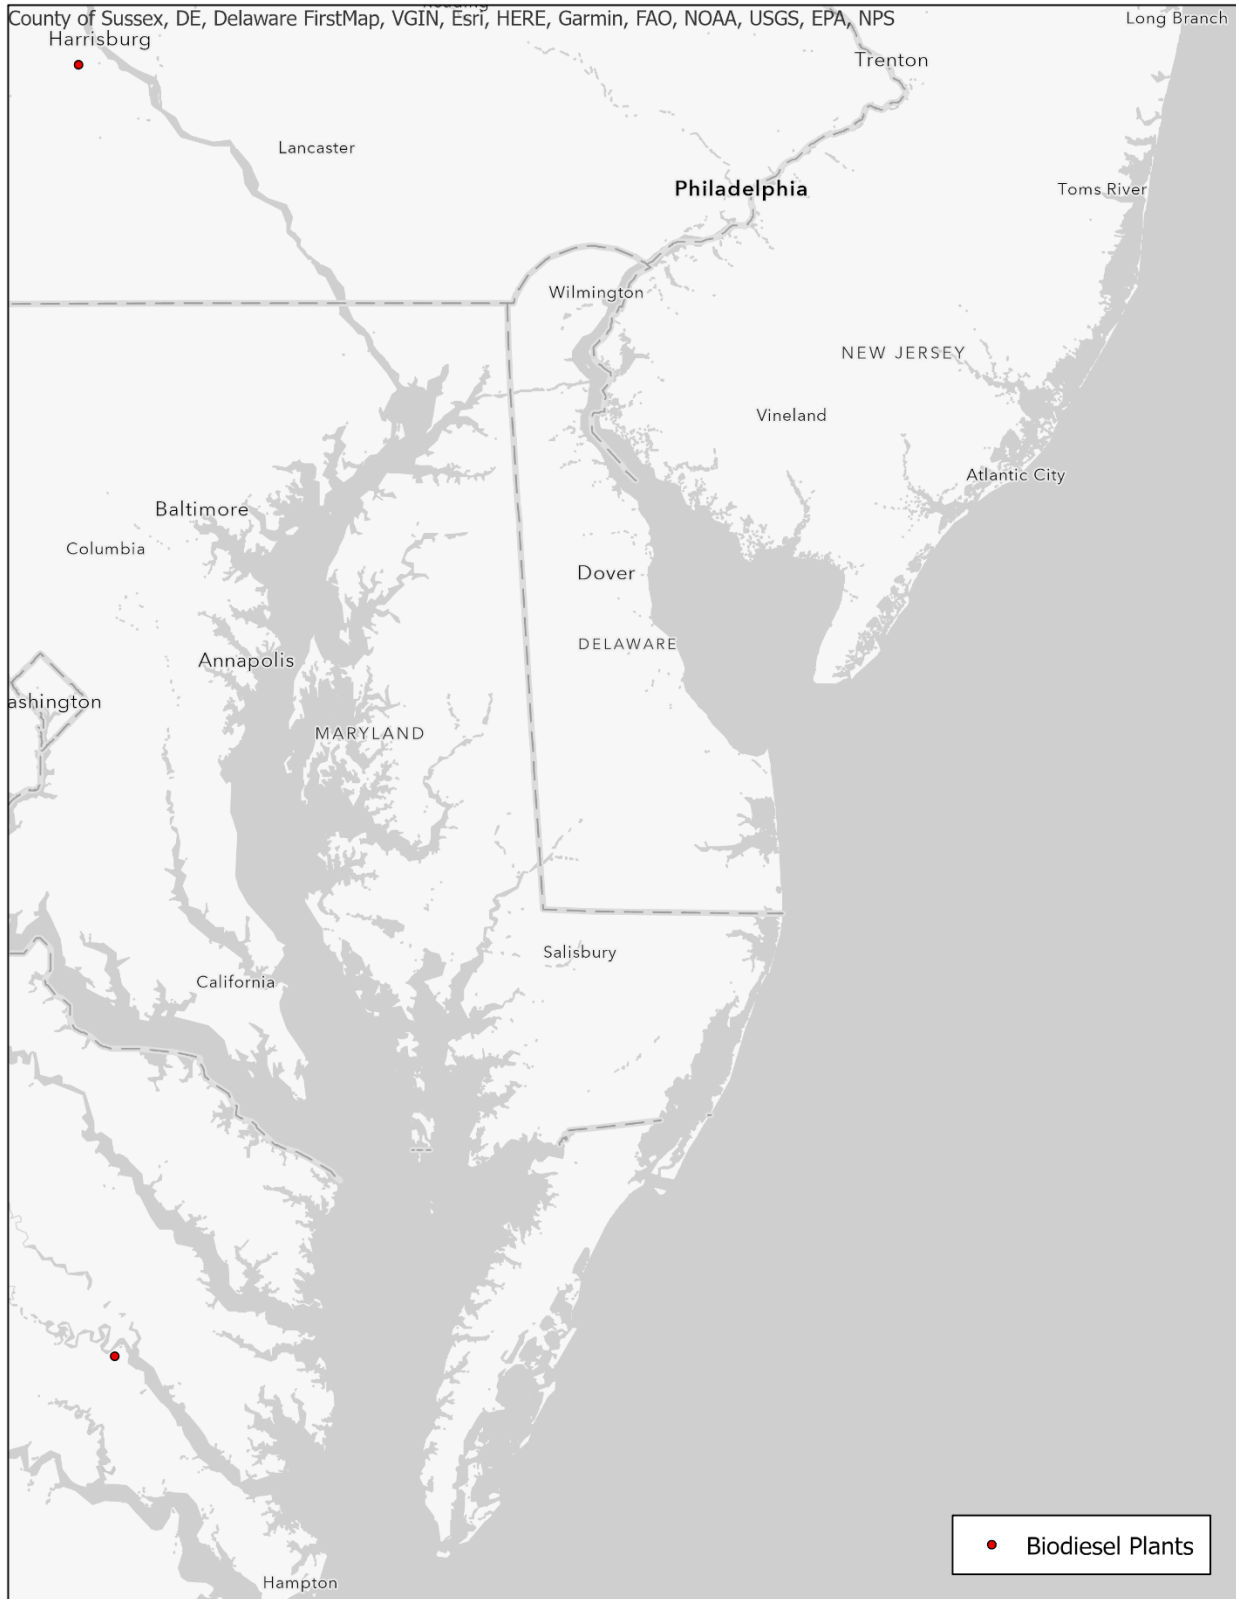 County of Sussex, DE, Delaware FirstMap, VGIN, Esri, HERE, Garmin, FAO, NOAA, USGS, EPA, NPS
Long Branch
Harrisburg
Trenton
Lancaster
Philadelphia
Toms River
Wilmington
NEW JERSEY
Vineland
Atlantic City
Baltimore
Columbia
Dover
DELAWARE
Annapolis
ashington
MARYLAND
Salisbury
California
Biodiesel Plants
Hampton